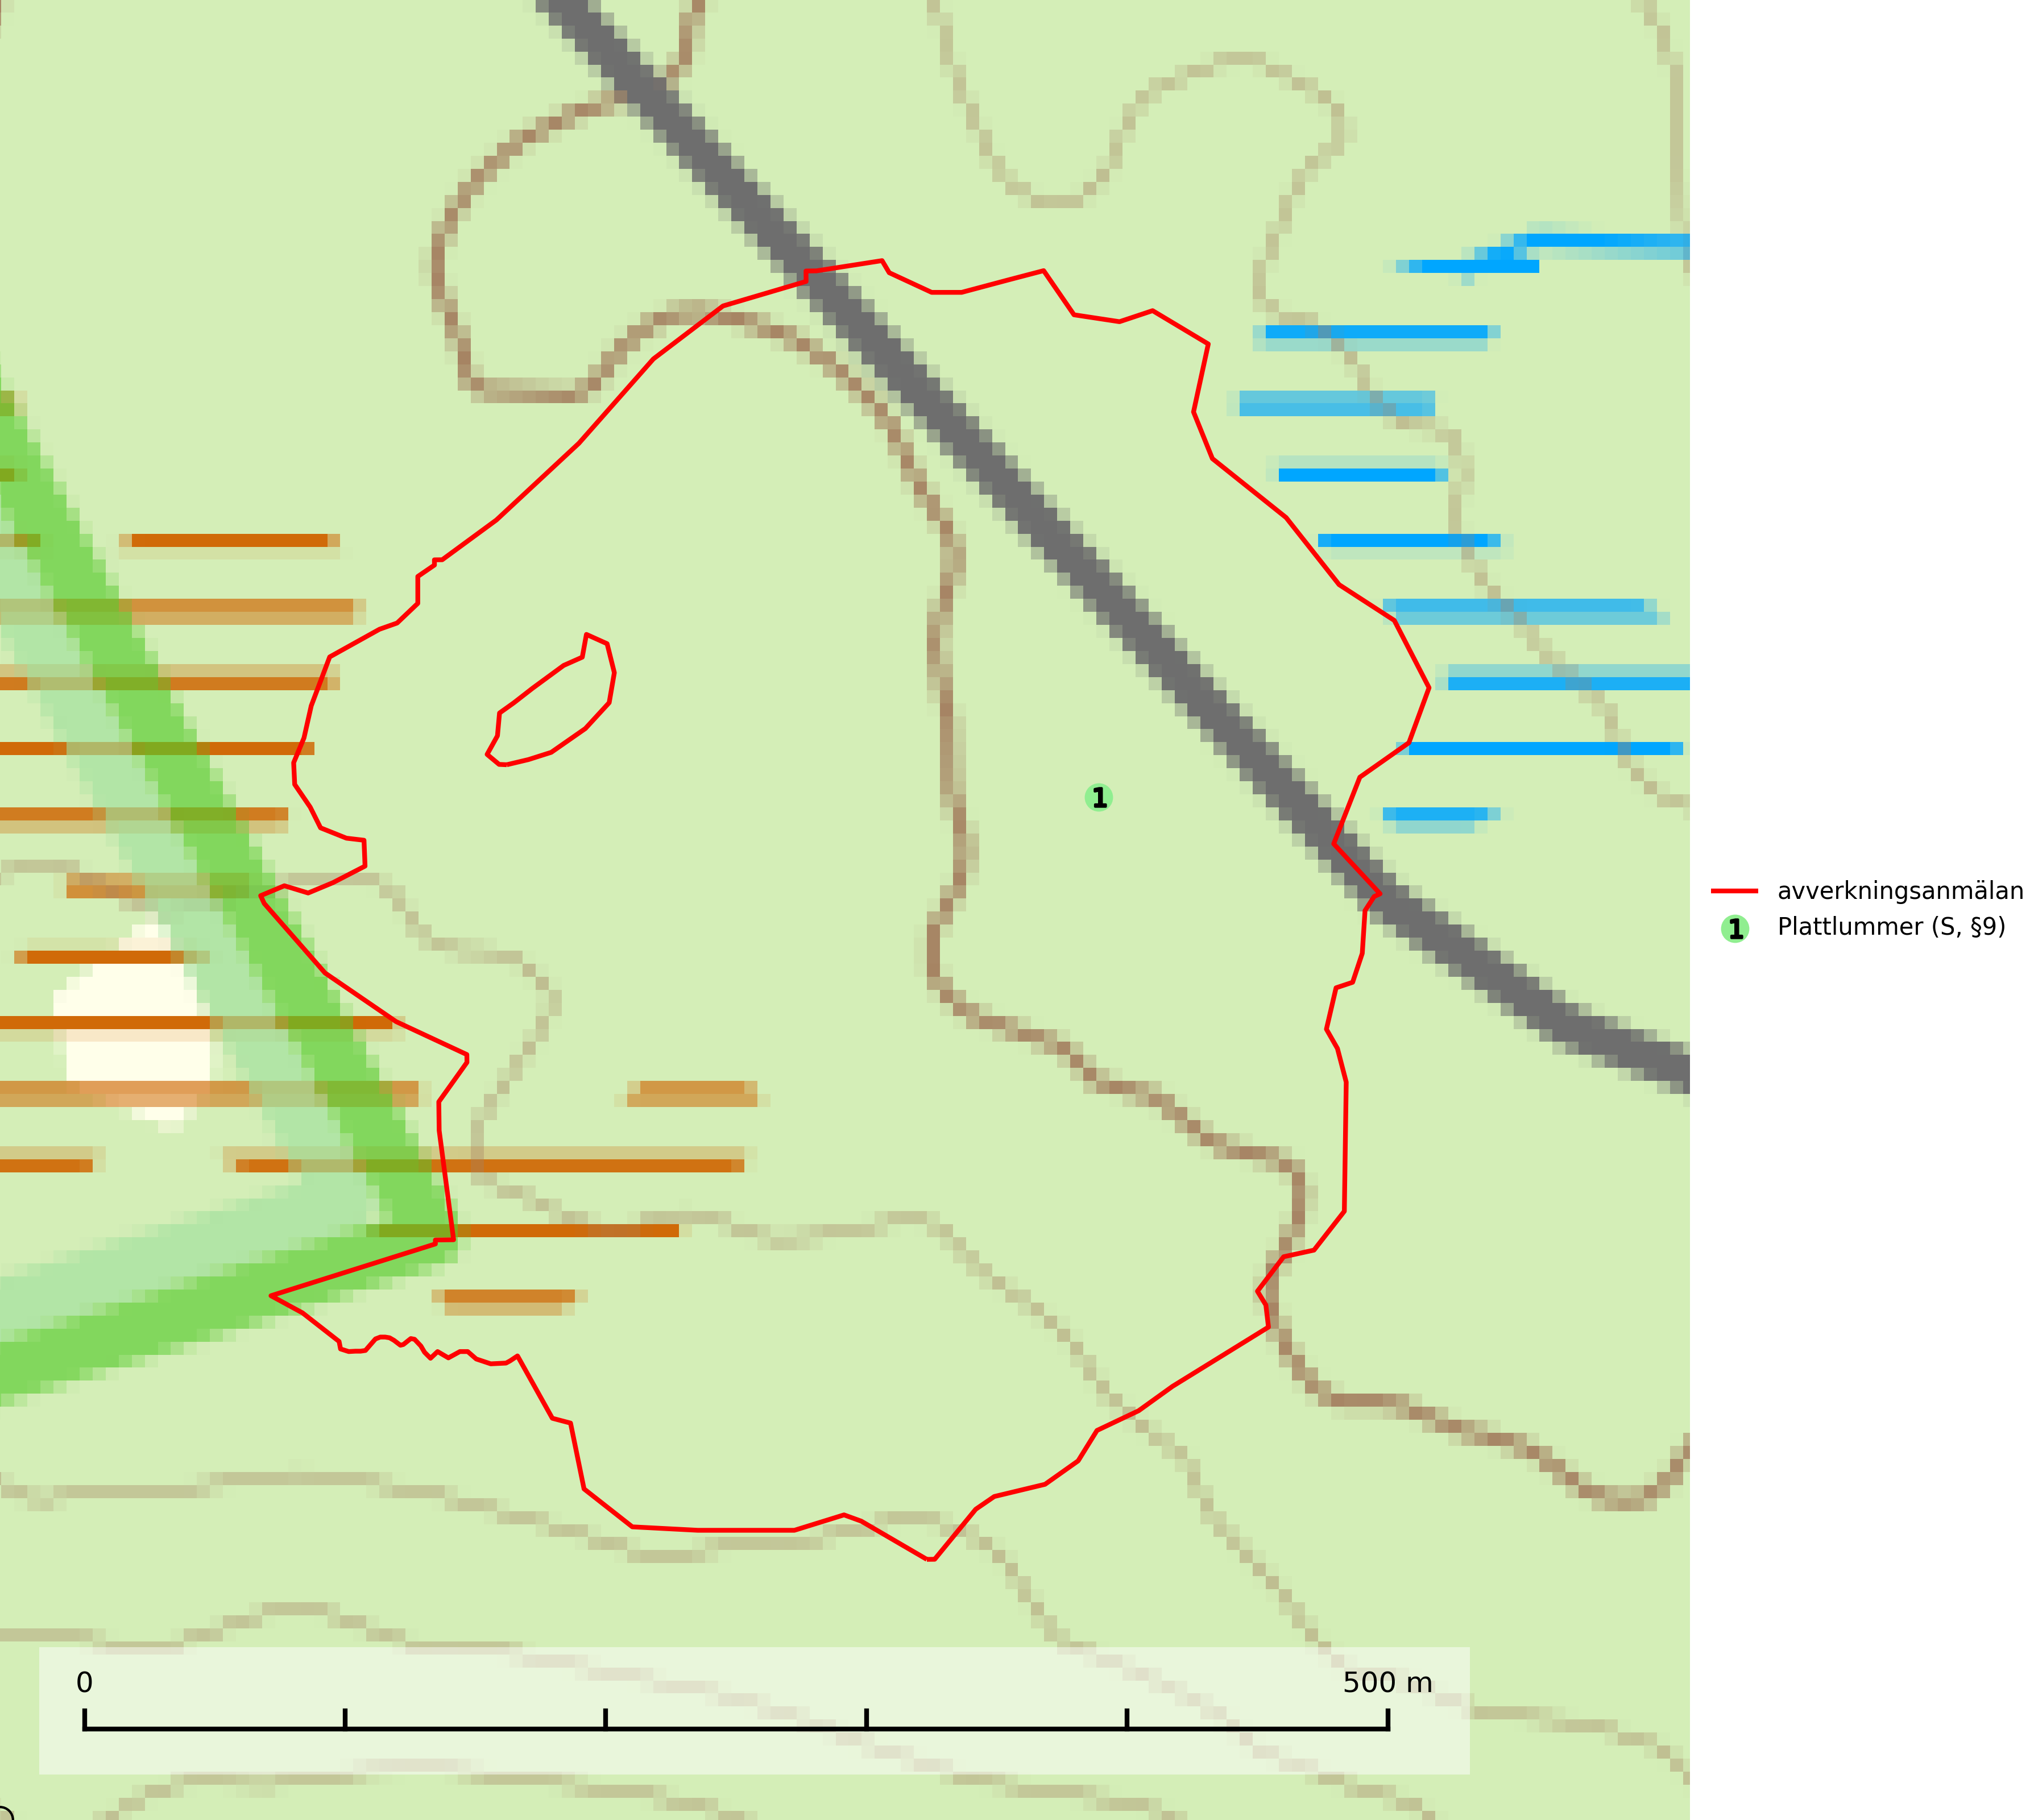 1
avverkningsanmälan
1 Plattlummer (S, §9)
0 500 m